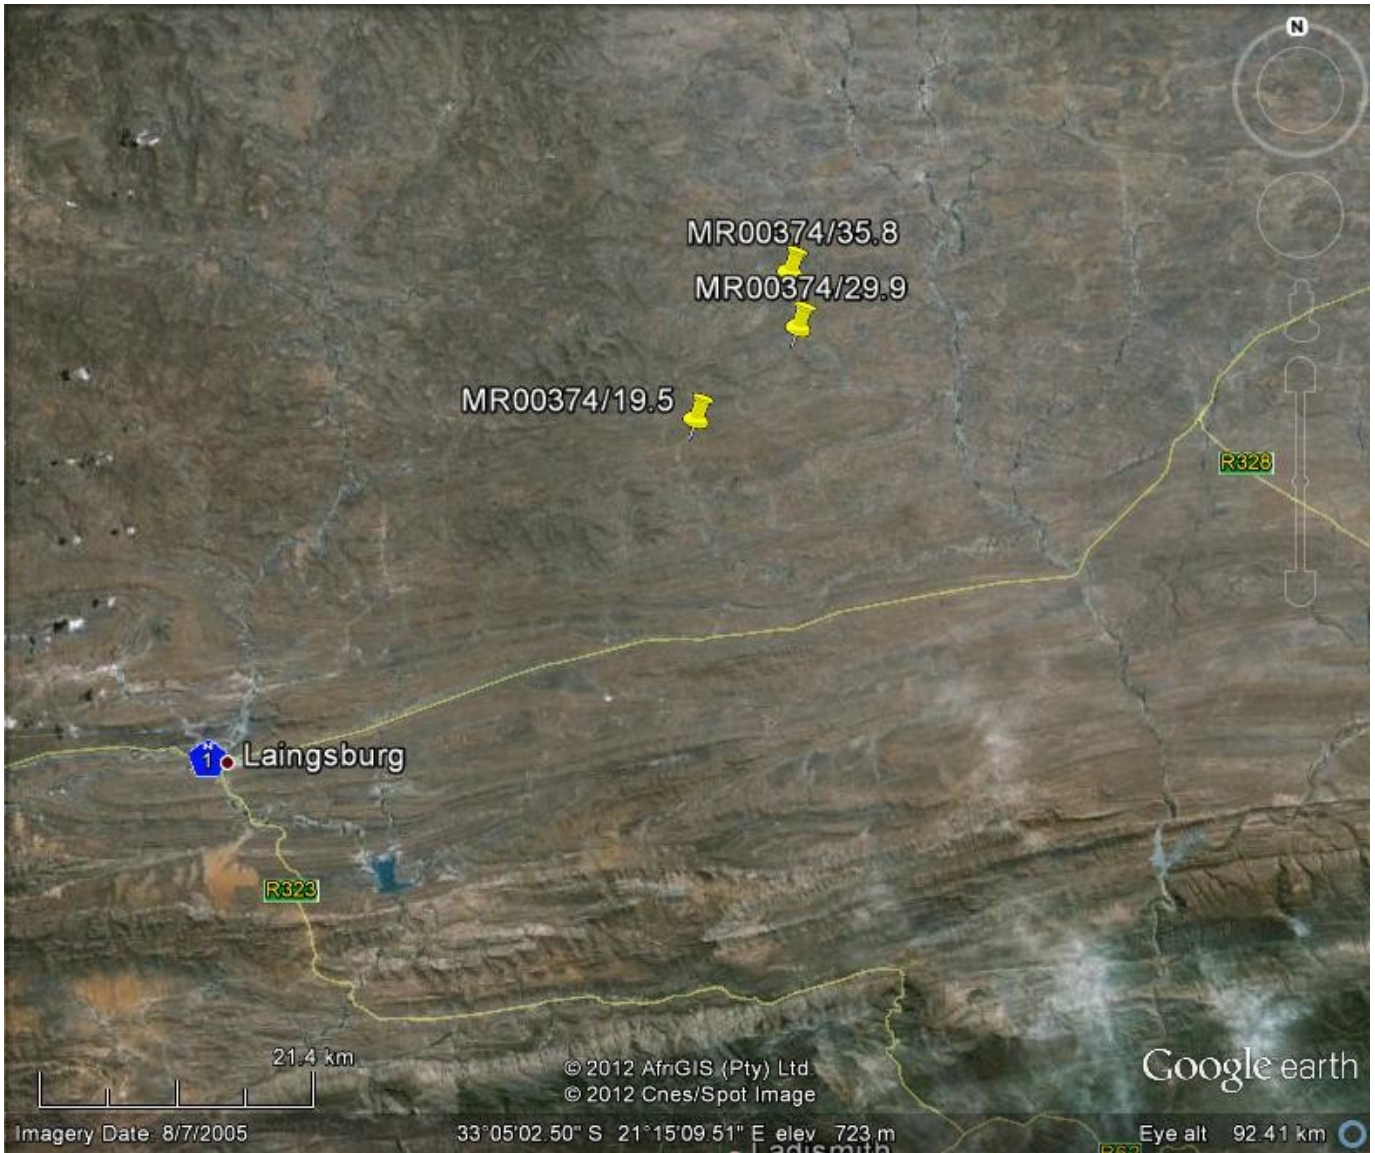 N
MR00374/35.8
MR00374/29.9
MR00374/19.5
R328
N
1
Laingsburg
R323
21.4 km
© 2012 AfriGIS (Pty) Ltd
© 2012 Cnes/Spot Image
Google earth
Imagery Date: 8/7/2005
33°05'02.50" S 21°15'09.51" E elev 723 m
Eye alt 92.41 km
Ladismith
R62